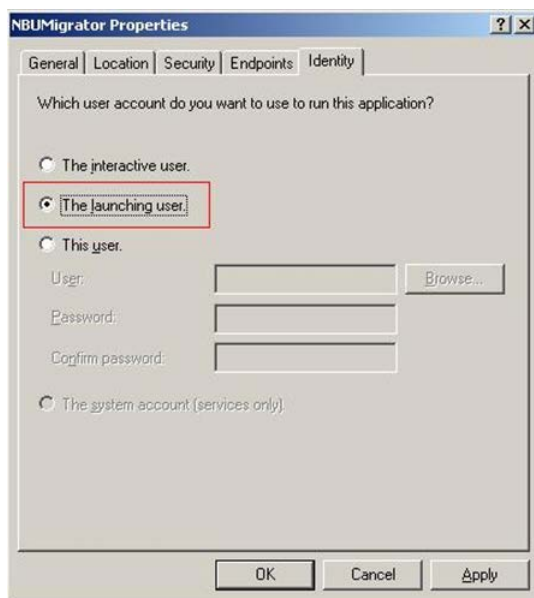 NBUMigrator Properties
General Location Security Endpoints Identity
Which user account do you want to use to run this application?
The interactive user.
The launching user.
This user.
User:
Browse...
Password:
Confirm password:
The system account (services only).
OK Cancel Apply